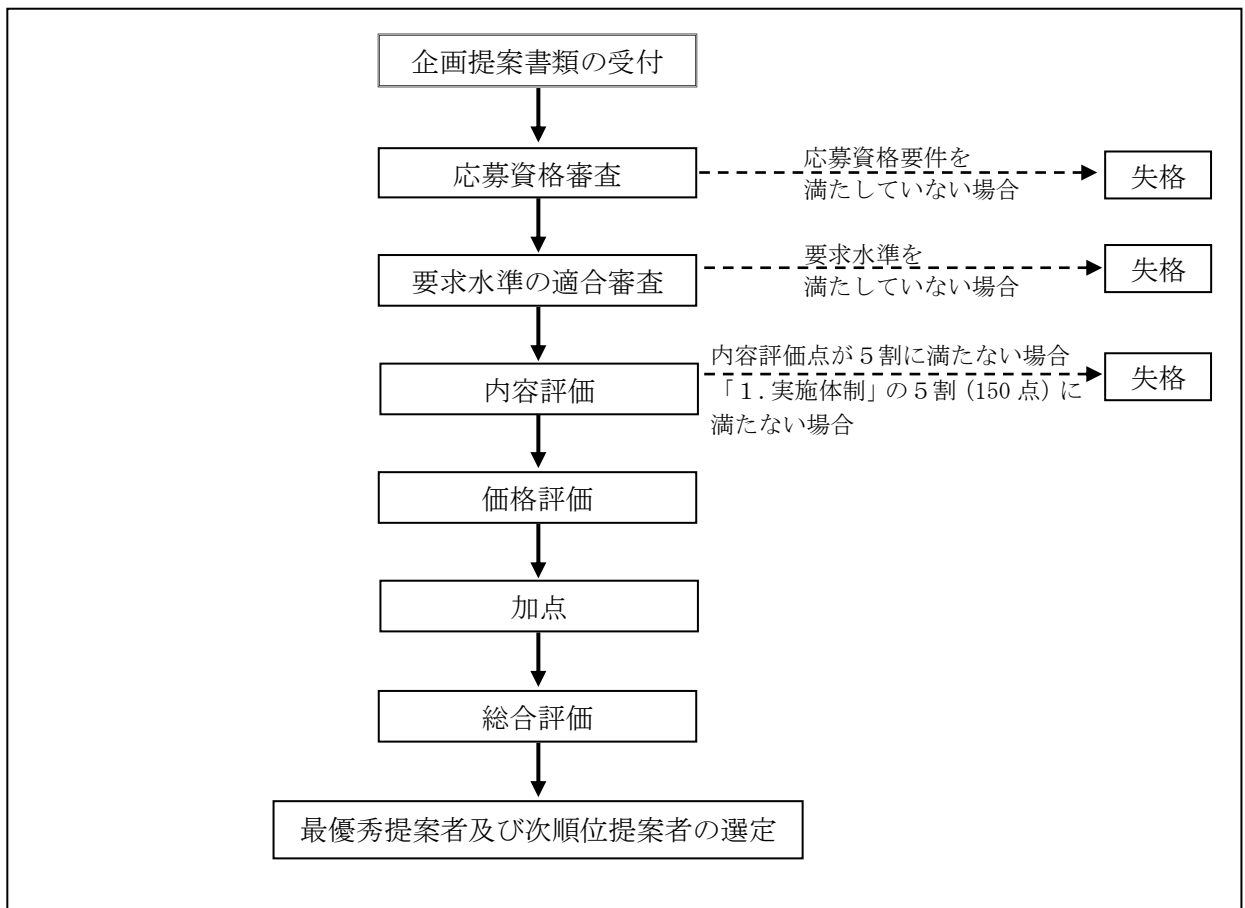 企画提案書類の受付
応募資格審査
応募資格要件を
満たしていない場合
失格
要求水準の適合審査
要求水準を
満たしていない場合
失格
内容評価
内容評価点が５割に満たない場合
「１.実施体制」の５割（150 点）に
満たない場合
失格
価格評価
加点
総合評価
最優秀提案者及び次順位提案者の選定